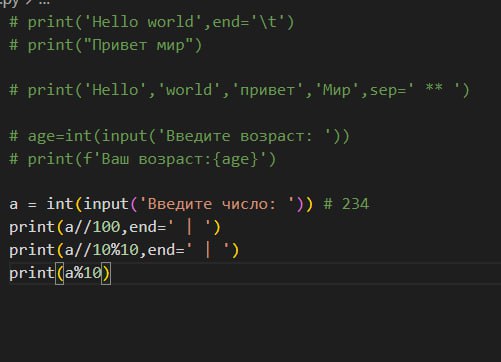 .py > ...
# print('Hello world',end='\t')
# print("Привет мир")
# print('Hello','world','привет','Мир',sep=' ** ')
# age=int(input('Введите возраст: '))
# print(f'Ваш возраст:{age}')
a = int(input('Введите число: ')) # 234
print(a//100,end=' | ')
print(a//10%10,end=' | ')
print(a%10)